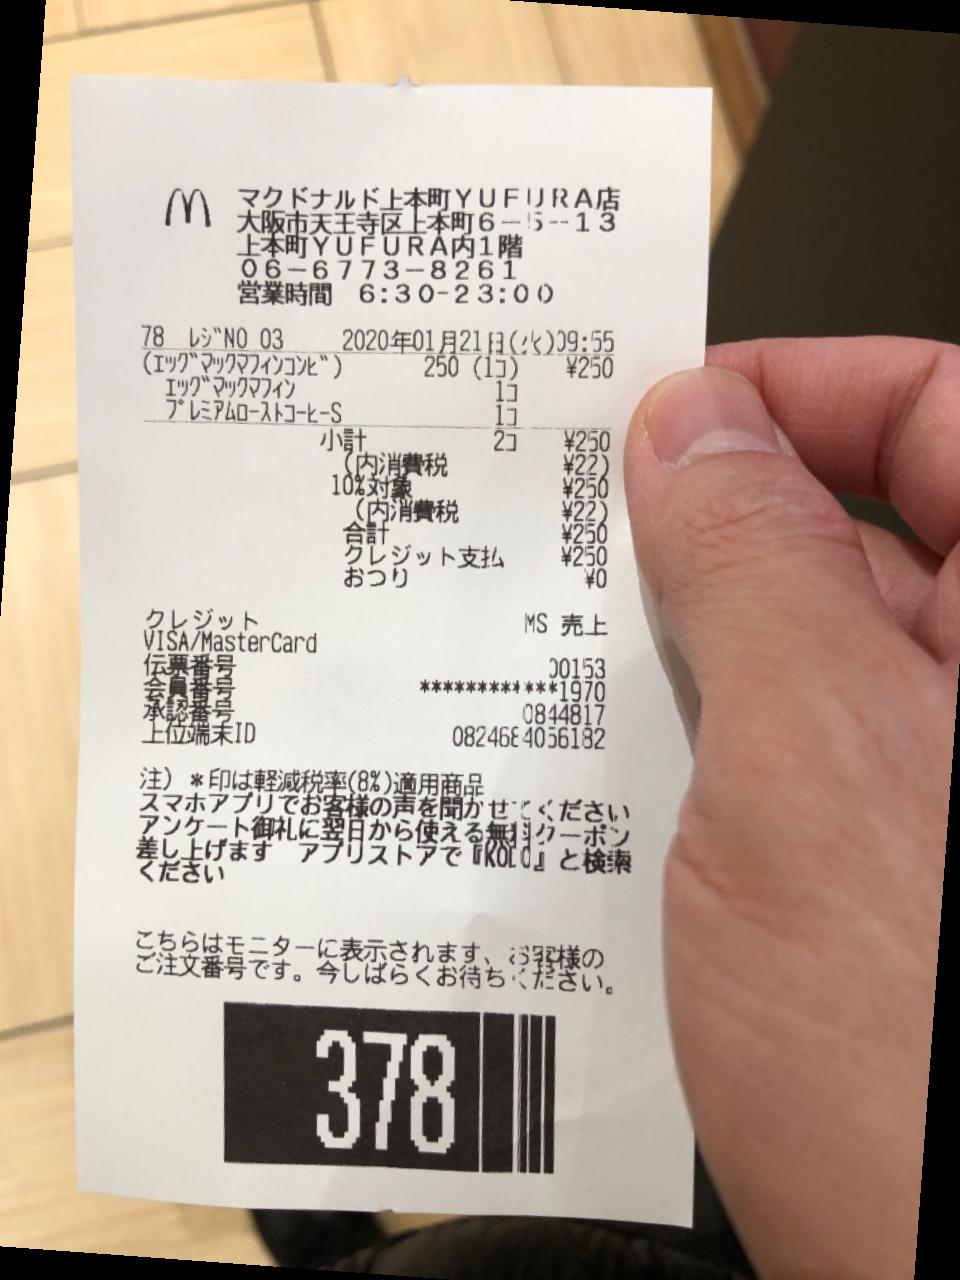 マクドナルド上本町YUFURA店
大阪市天王寺区上本町6-5-13
上本町YUFURA内1階
06-6773-8261
営業時間 6:30-23:00
78 レジNO 03 2020年01月21日(火)09:55
(エッグマックマフィンコンビ) 250 (1コ) ¥250
エッグマックマフィン 1コ
プレミアムローストコーヒーS 1コ
小計 2コ ¥250
(内消費税 ¥22)
10%対象 ¥250
(内消費税 ¥22)
合計 ¥250
クレジット支払 ¥250
おつり ¥0
クレジット MS 売上
VISA/MasterCard
伝票番号 00153
会員番号 ************1970
承認番号 0844817
上位端末ID 0824684056182
注) *印は軽減税率(8%)適用商品
スマホアプリでお客様の声を聞かせてください
アンケート御礼に翌日から使える無料クーポン
差し上げます アプリストアで『KODO』と検索
ください
こちらはモニターに表示されます、お客様の
ご注文番号です。今しばらくお待ちください。
378